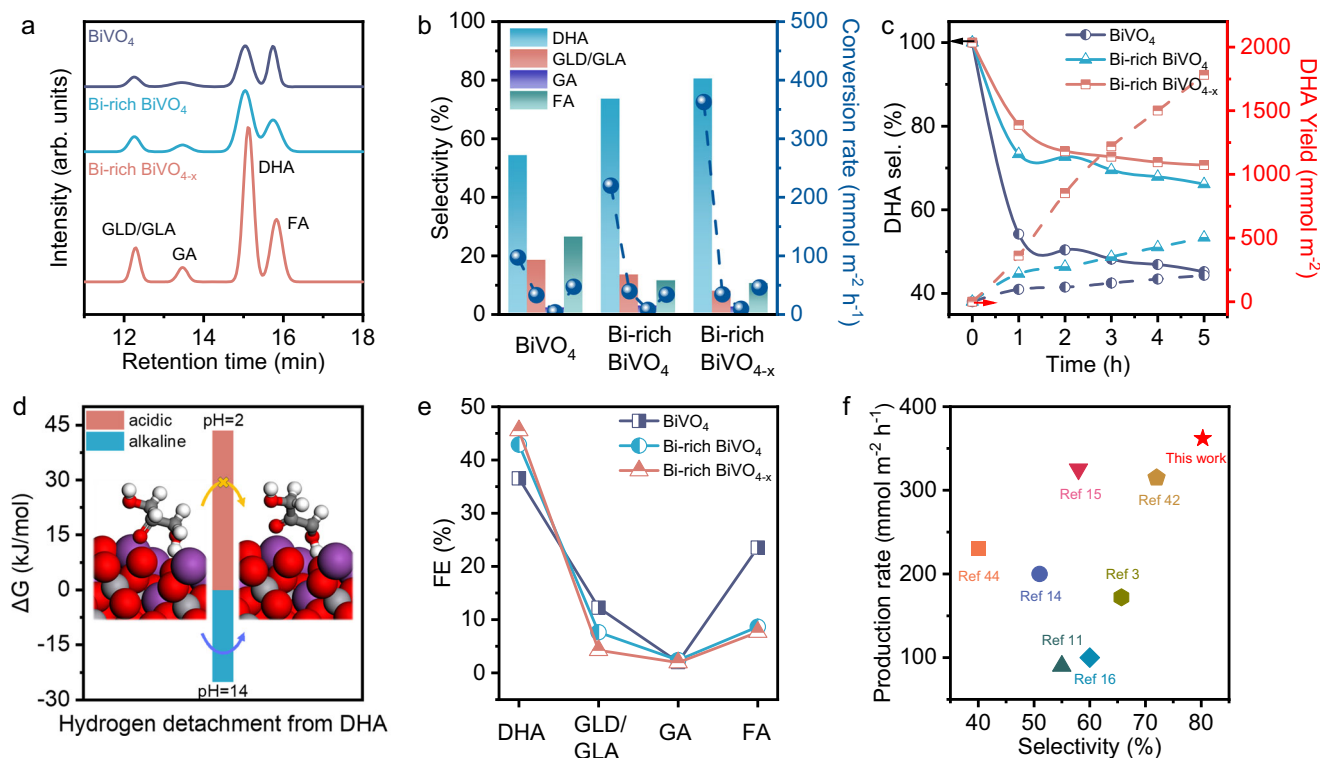 a
BiVO4
Bi-rich BiVO4
Bi-rich BiVO4-x
GLD/GLA
GA
DHA
FA
Intensity (arb. units)
12
14
16
18
Retention time (min)
b
DHA
GLD/GLA
GA
FA
100
80
60
40
20
0
Selectivity (%)
500
400
300
200
100
0
Conversion rate (mmol m-2 h-1)
BiVO4
Bi-rich
BiVO4
Bi-rich
BiVO4-x
c
BiVO4
Bi-rich BiVO4
Bi-rich BiVO4-x
100
80
60
40
DHA sel. (%)
2000
1500
1000
500
0
DHA Yield (mmol m-2)
0
1
2
3
4
5
Time (h)
d
acidic
alkaline
pH=2
pH=14
45
30
15
0
-15
-30
ΔG (kJ/mol)
Hydrogen detachment from DHA
e
BiVO4
Bi-rich BiVO4
Bi-rich BiVO4-x
50
40
30
20
10
0
FE (%)
DHA
GLD/
GLA
GA
FA
f
400
300
200
100
Production rate (mmol m-2 h-1)
This work
Ref 15
Ref 42
Ref 44
Ref 14
Ref 3
Ref 11
Ref 16
40
50
60
70
80
Selectivity (%)